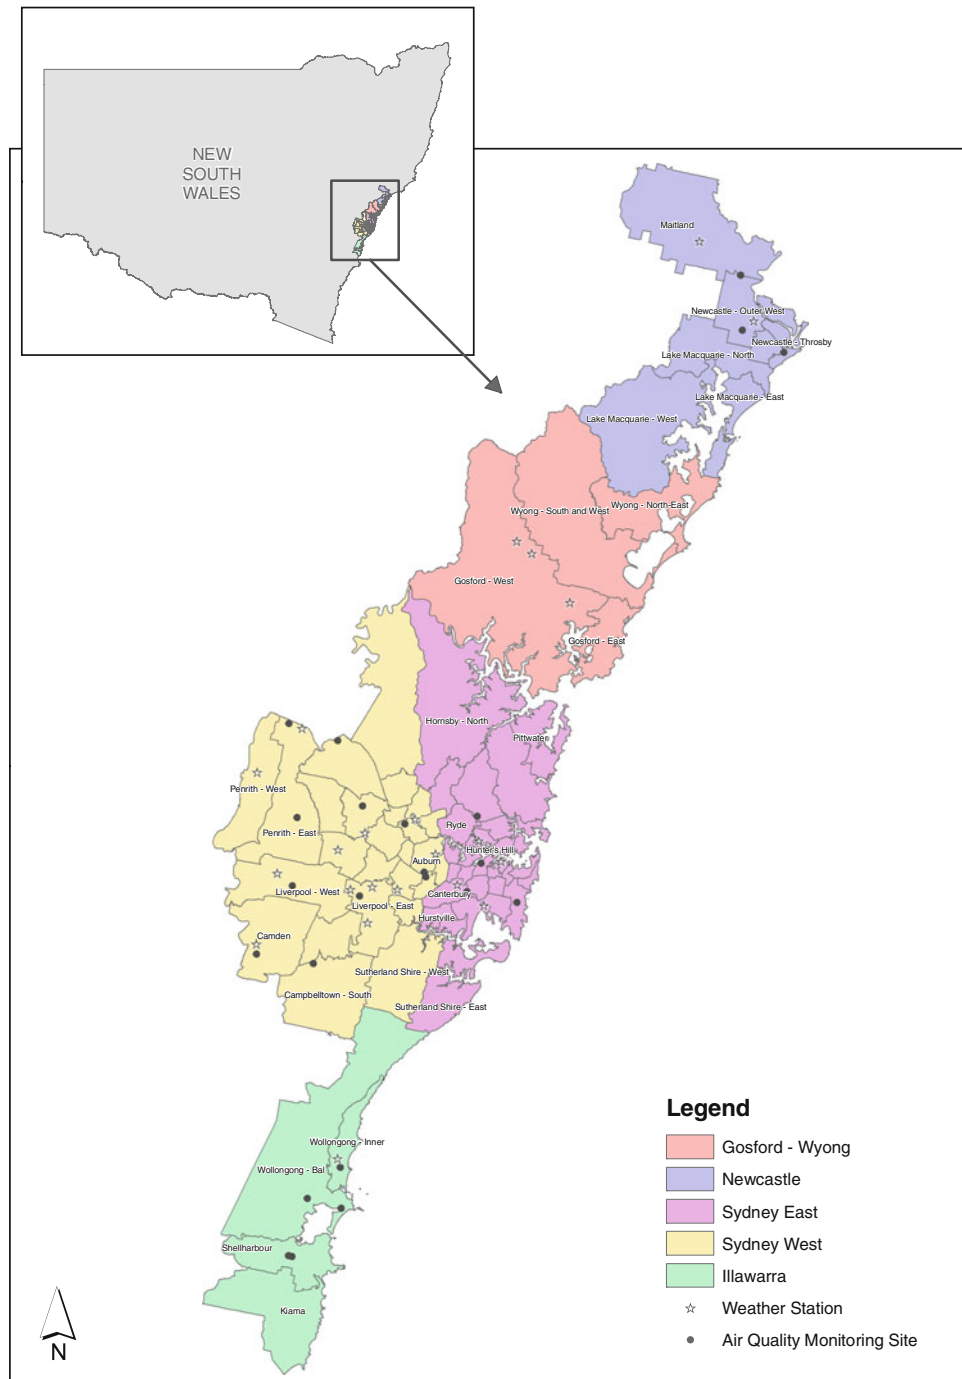 NEW
SOUTH
WALES
Maitland
Newcastle - Outer West
Newcastle - Throsby
Lake Macquarie - North
Lake Macquarie - East
Lake Macquarie - West
Wyong - North-East
Wyong - South and West
Gosford - West
Gosford - East
Hornsby - North
Pittwater
Penrith - West
Ryde
Penrith - East
Hunter's Hill
Auburn
Liverpool - West
Canterbury
Liverpool - East
Hurstville
Camden
Sutherland Shire - West
Campbelltown - South
Sutherland Shire - East
Wollongong - Inner
Wollongong - Bal
Shellharbour
Kiama
Legend
Gosford - Wyong
Newcastle
Sydney East
Sydney West
Illawarra
Weather Station
Air Quality Monitoring Site
N